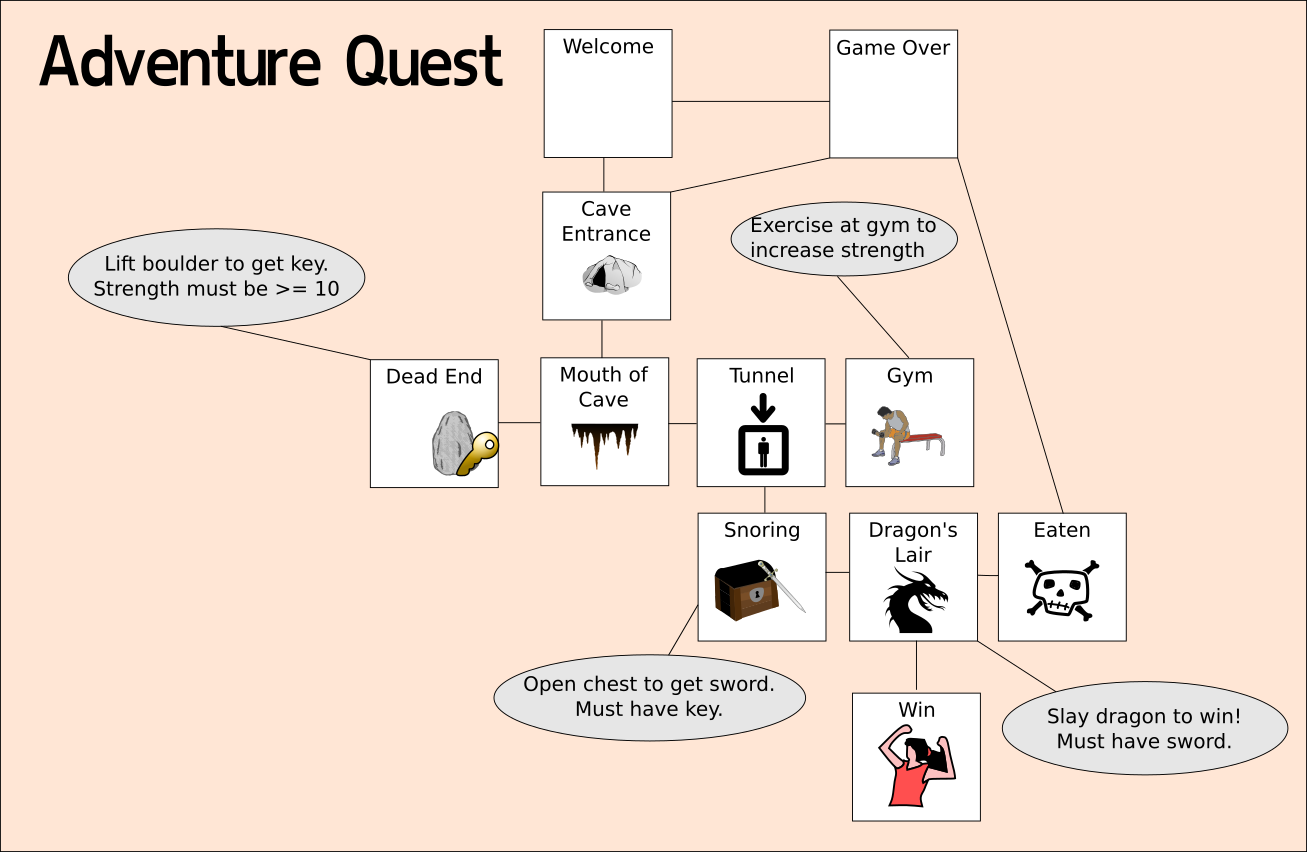 Adventure Quest
Welcome
Game Over
Cave
Entrance
Exercise at gym to
increase strength
Lift boulder to get key.
Strength must be >= 10
Dead End
Mouth of
Cave
Tunnel
Gym
Snoring
Dragon's
Lair
Eaten
Open chest to get sword.
Must have key.
Win
Slay dragon to win!
Must have sword.